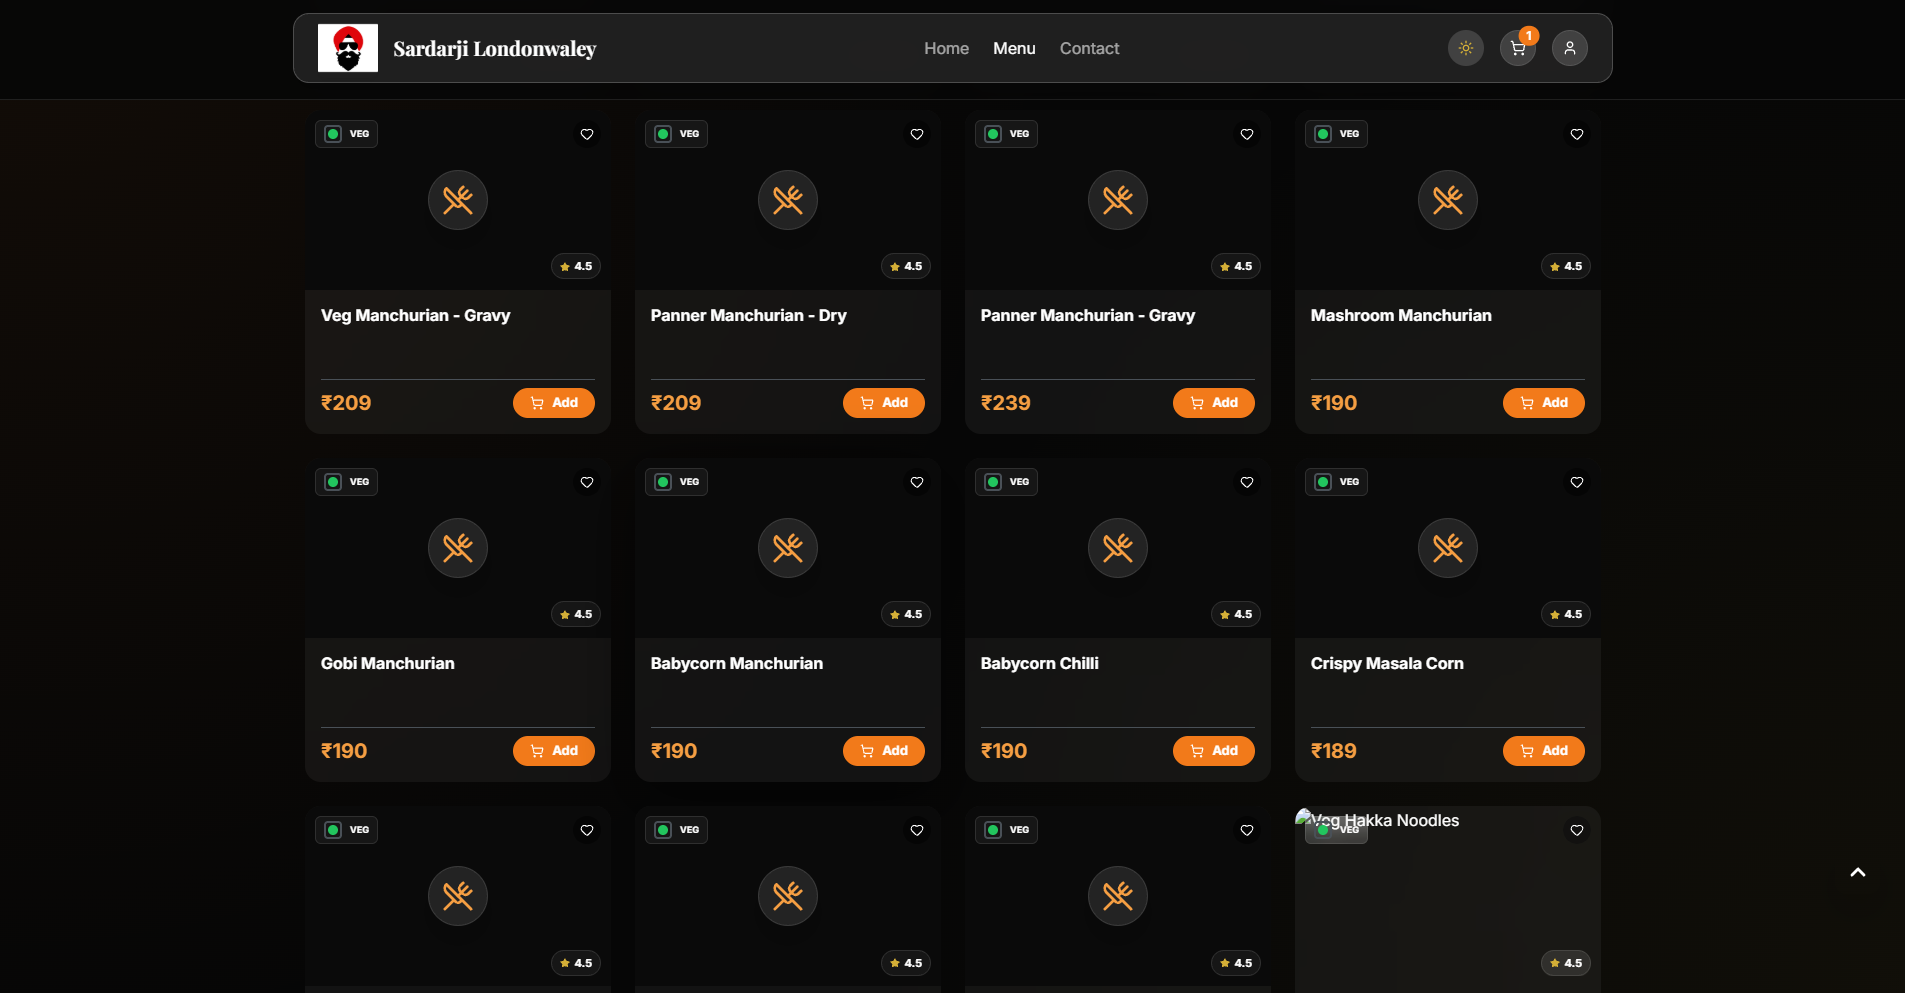 Sardarji Londonwaley
Home Menu Contact
1
VEG VEG VEG VEG
4.5 4.5 4.5 4.5
Veg Manchurian - Gravy Panner Manchurian - Dry Panner Manchurian - Gravy Mashroom Manchurian
₹209 Add ₹209 Add ₹239 Add ₹190 Add
VEG VEG VEG VEG
4.5 4.5 4.5 4.5
Gobi Manchurian Babycorn Manchurian Babycorn Chilli Crispy Masala Corn
₹190 Add ₹190 Add ₹190 Add ₹189 Add
Veg Hakka Noodles
VEG VEG VEG VEG
4.5 4.5 4.5 4.5